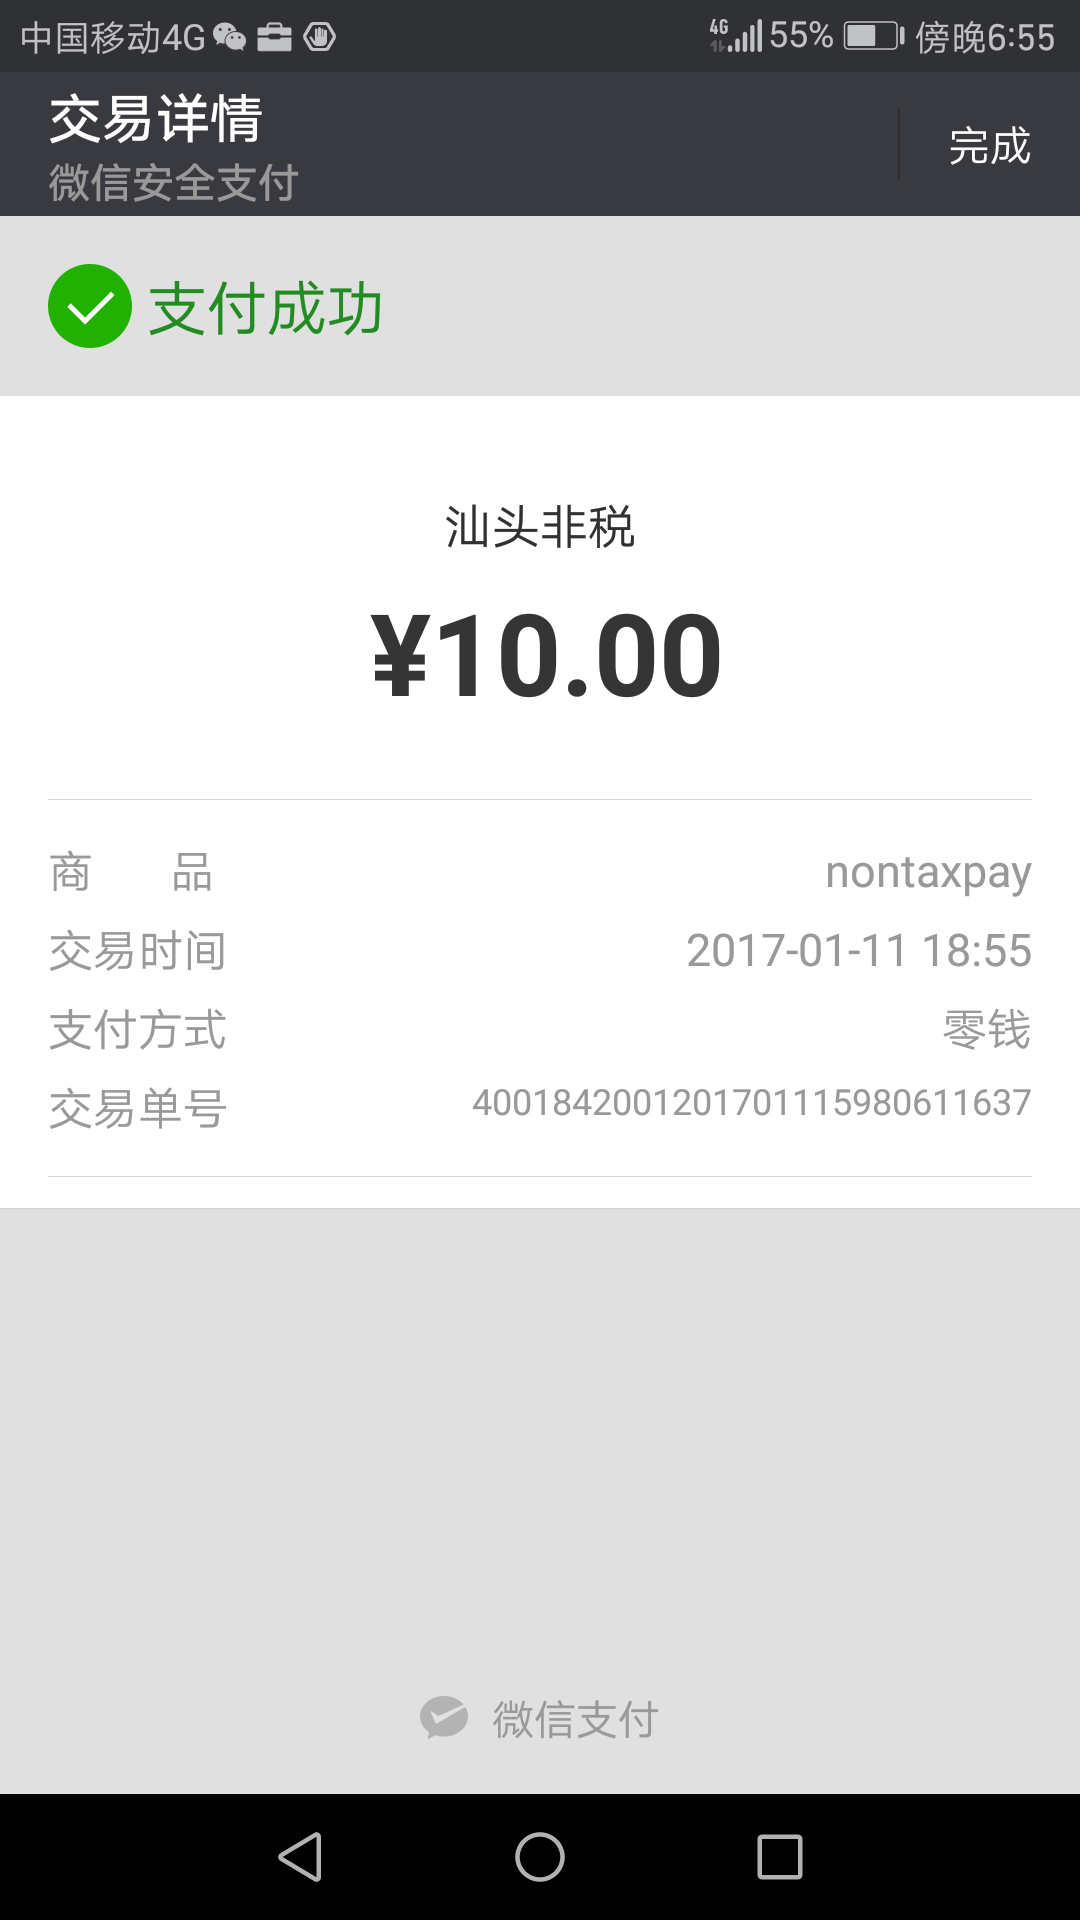 中国移动4G 4G 55% 傍晚6:55
交易详情
微信安全支付
完成
支付成功
汕头非税
¥10.00
商 品 nontaxpay
交易时间 2017-01-11 18:55
支付方式 零钱
交易单号 4001842001201701115980611637
微信支付